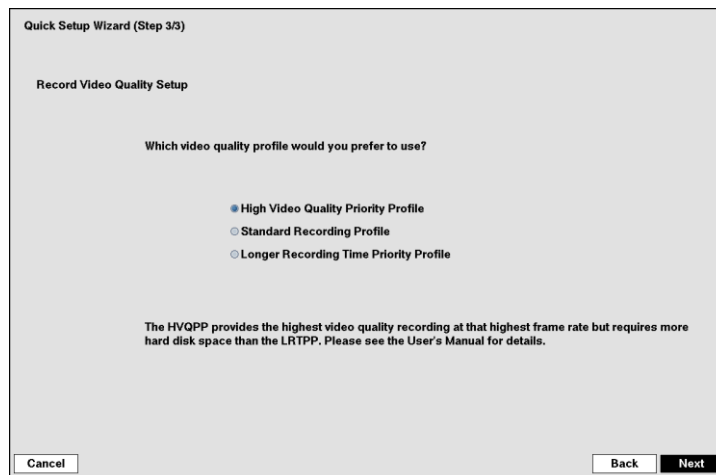 Quick Setup Wizard (Step 3/3)
Record Video Quality Setup
Which video quality profile would you prefer to use?
High Video Quality Priority Profile
Standard Recording Profile
Longer Recording Time Priority Profile
The HVQPP provides the highest video quality recording at that highest frame rate but requires more
hard disk space than the LRTPP. Please see the User's Manual for details.
Cancel
Back
Next